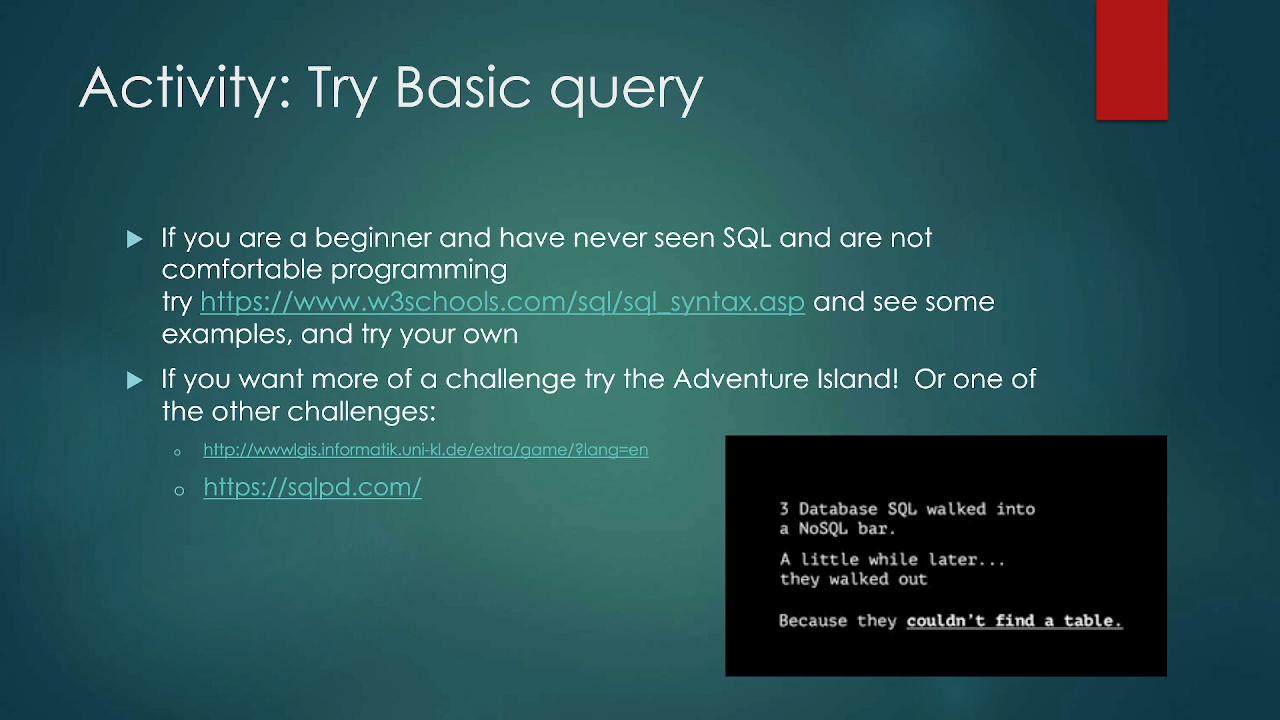 Activity: Try Basic query
If you are a beginner and have never seen SQL and are not
comfortable programming
try https://www.w3schools.com/sql/sql_syntax.asp and see some
examples, and try your own
If you want more of a challenge try the Adventure Island!  Or one of
the other challenges:
http://wwwlgis.informatik.uni-kl.de/extra/game/?lang=en
https://sqlpd.com/
3 Database SQL walked into
a NoSQL bar.
A little while later...
they walked out
Because they couldn't find a table.